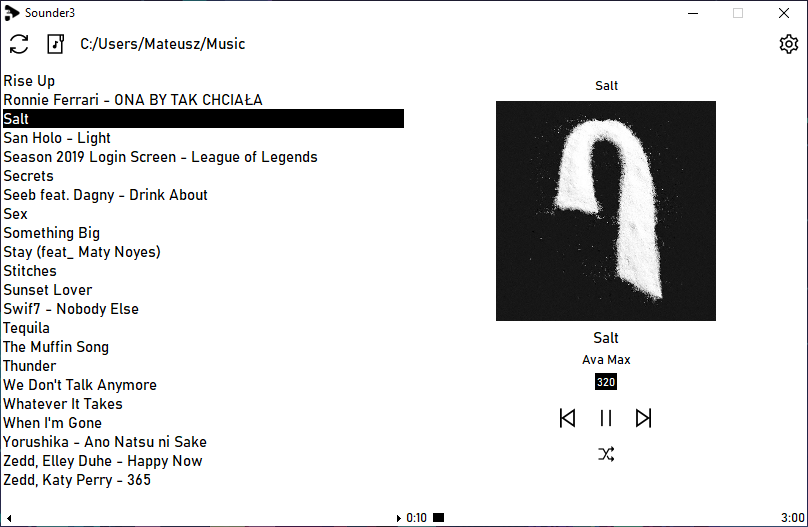 Sounder3
C:/Users/Mateusz/Music
Rise Up
Ronnie Ferrari - ONA BY TAK CHCIAŁA
Salt
San Holo - Light
Season 2019 Login Screen - League of Legends
Secrets
Seeb feat. Dagny - Drink About
Sex
Something Big
Stay (feat_ Maty Noyes)
Stitches
Sunset Lover
Swif7 - Nobody Else
Tequila
The Muffin Song
Thunder
We Don't Talk Anymore
Whatever It Takes
When I'm Gone
Yorushika - Ano Natsu ni Sake
Zedd, Elley Duhe - Happy Now
Zedd, Katy Perry - 365
Salt
Salt
Ava Max
320
0:10
3:00